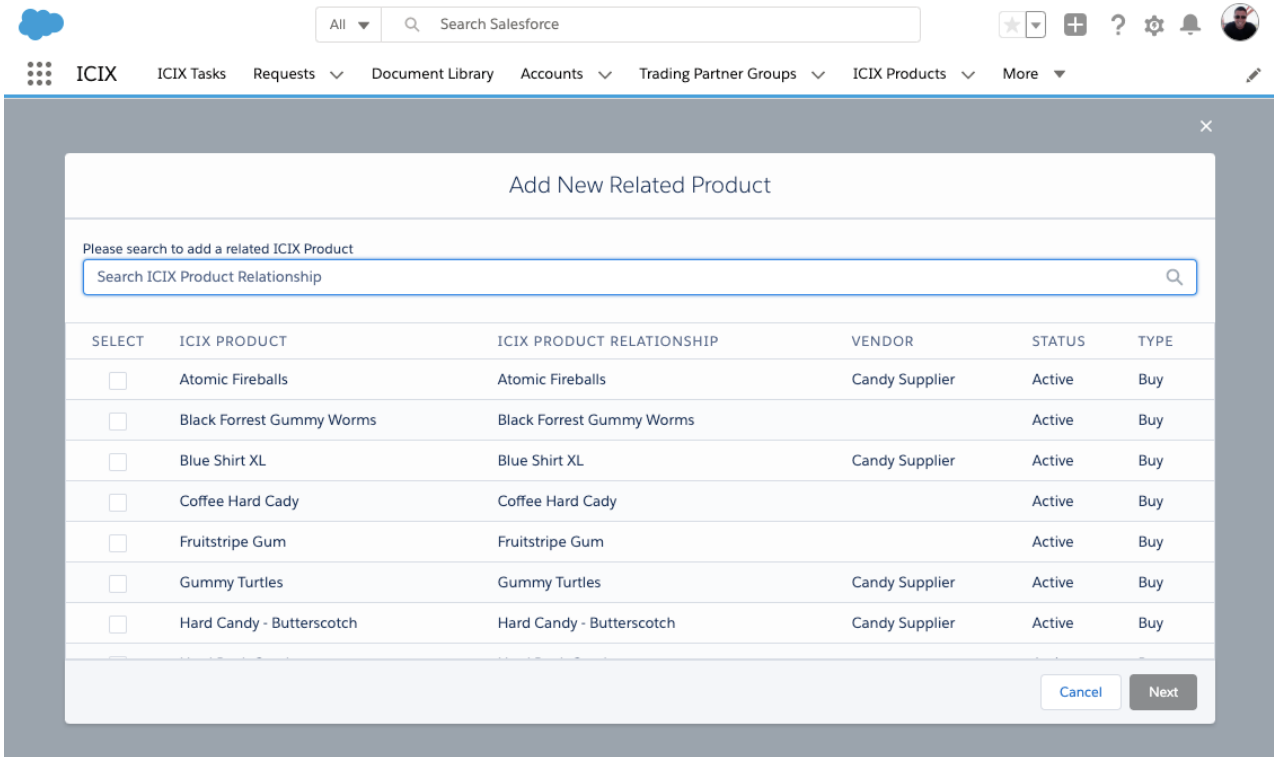 All Search Salesforce
ICIX ICIX Tasks Requests Document Library Accounts Trading Partner Groups ICIX Products More
Add New Related Product
Please search to add a related ICIX Product
Search ICIX Product Relationship
SELECT ICIX PRODUCT ICIX PRODUCT RELATIONSHIP VENDOR STATUS TYPE
Atomic Fireballs Atomic Fireballs Candy Supplier Active Buy
Black Forrest Gummy Worms Black Forrest Gummy Worms Active Buy
Blue Shirt XL Blue Shirt XL Candy Supplier Active Buy
Coffee Hard Cady Coffee Hard Cady Active Buy
Fruitstripe Gum Fruitstripe Gum Active Buy
Gummy Turtles Gummy Turtles Candy Supplier Active Buy
Hard Candy - Butterscotch Hard Candy - Butterscotch Candy Supplier Active Buy
Cancel Next